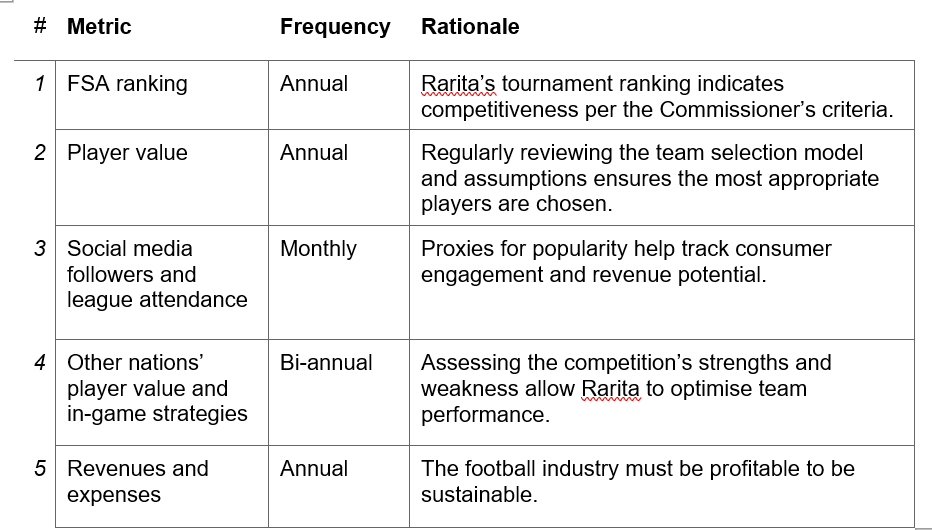 # Metric Frequency Rationale
1 FSA ranking Annual Rarita’s tournament ranking indicates
competitiveness per the Commissioner’s criteria.
2 Player value Annual Regularly reviewing the team selection model
and assumptions ensures the most appropriate
players are chosen.
3 Social media Monthly Proxies for popularity help track consumer
followers and engagement and revenue potential.
league attendance
4 Other nations’ Bi-annual Assessing the competition’s strengths and
player value and weakness allow Rarita to optimise team
in-game strategies performance.
5 Revenues and Annual The football industry must be profitable to be
expenses sustainable.